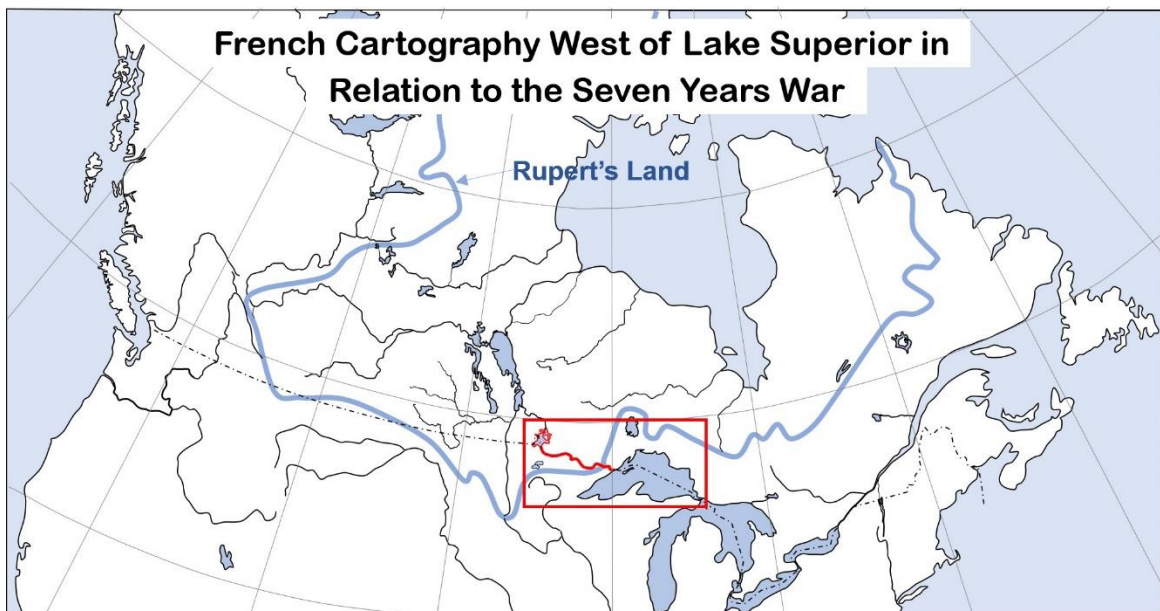 French Cartography West of Lake Superior in
Relation to the Seven Years War
Rupert's Land